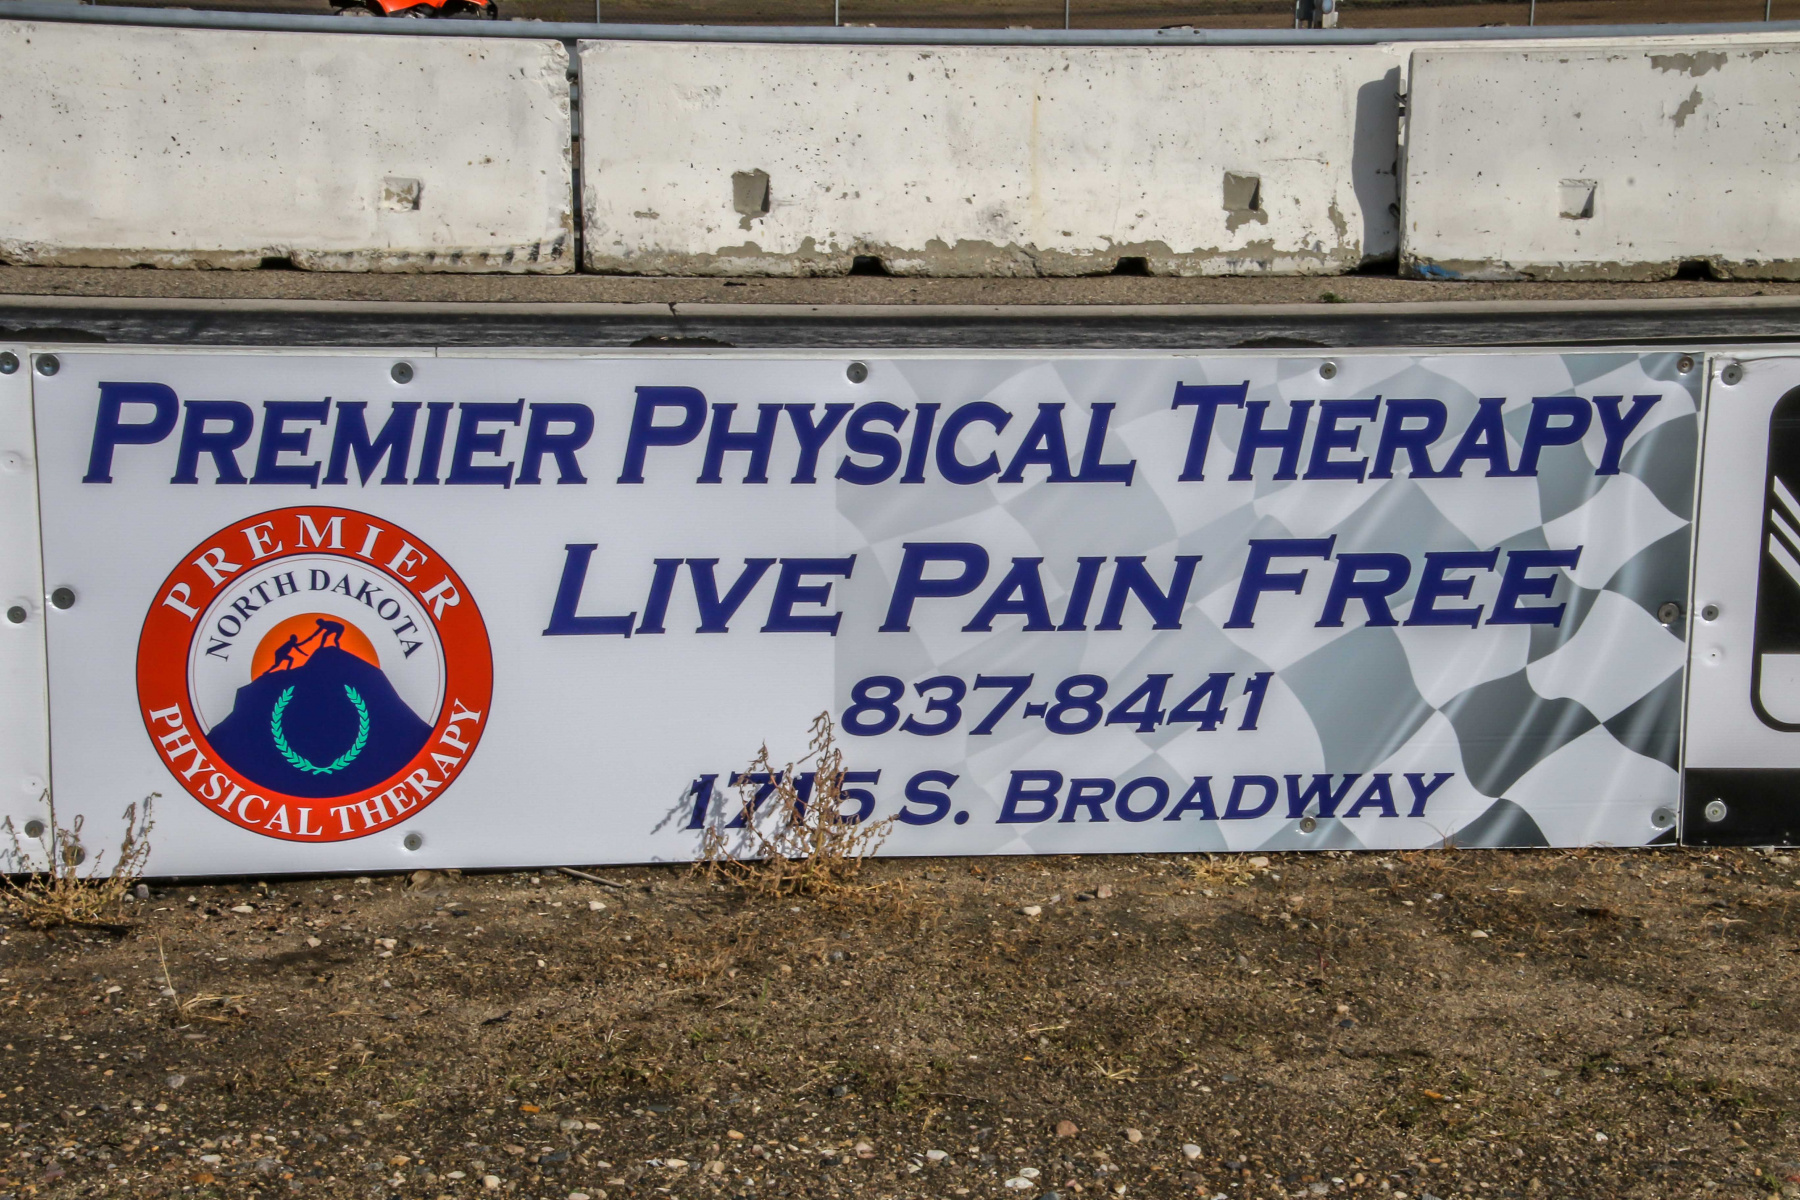 PREMIER PHYSICAL THERAPY
PREMIER
NORTH DAKOTA
PHYSICAL THERAPY
LIVE PAIN FREE
837-8441
1715 S. BROADWAY